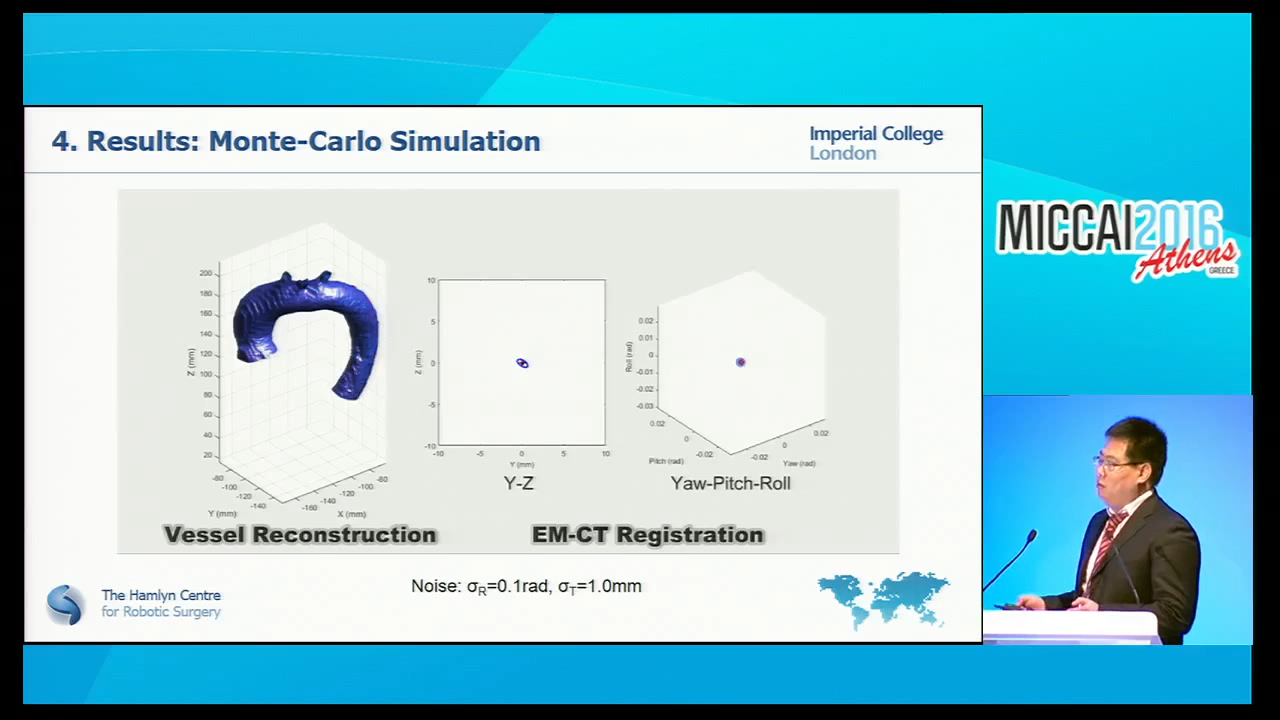 4. Results: Monte-Carlo Simulation
Imperial College
London
MICCAI2016
Athens
GREECE
200
180
160
140
120
100
80
60
40
20
Z (mm)
-80
-100
-120
-140
Y (mm)
-160
-140
-120
-100
-80
X (mm)
10
5
0
-5
-10
Z (mm)
-10
-5
0
5
10
Y (mm)
Y-Z
0.02
0.01
0
-0.01
-0.02
-0.03
Roll (rad)
0.02
0
-0.02
Pitch (rad)
-0.02
0
0.02
Yaw (rad)
Yaw-Pitch-Roll
Vessel Reconstruction
EM-CT Registration
Noise: σR=0.1rad, σT=1.0mm
The Hamlyn Centre
for Robotic Surgery